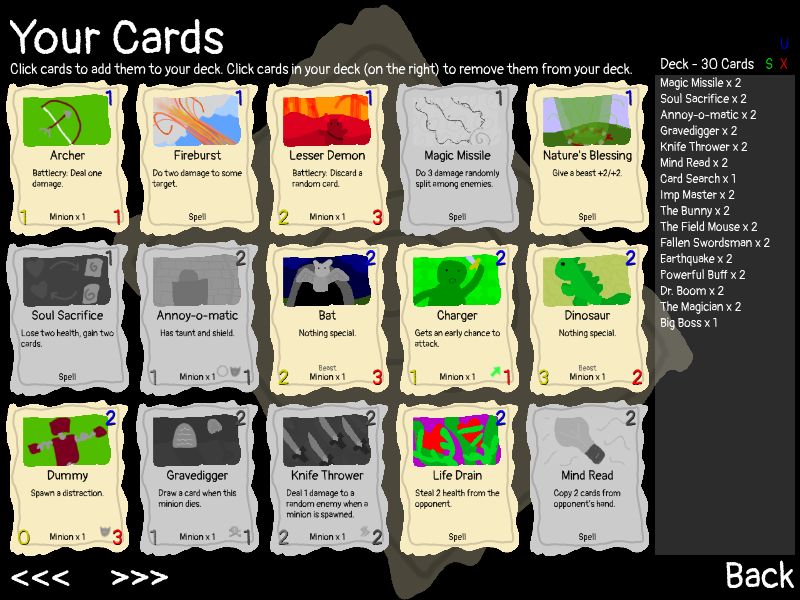 Your Cards
U
Click cards to add them to your deck. Click cards in your deck (on the right) to remove them from your deck.
Deck - 30 Cards S X
1
Archer
Battlecry: Deal one
damage.
1 Minion x 1 1
1
Fireburst
Do two damage to some
target.
Spell
1
Lesser Demon
Battlecry: Discard a
random card.
2 Minion x 1 3
1
Magic Missile
Do 3 damage randomly
split among enemies.
Spell
1
Nature's Blessing
Give a beast +2/+2.
Spell
1
Soul Sacrifice
Lose two health, gain two
cards.
Spell
2
Annoy-o-matic
Has taunt and shield.
1 Minion x 1 1
2
Bat
Nothing special.
Beast
2 Minion x 1 3
2
Charger
Gets an early chance to
attack.
1 Minion x 1 1
2
Dinosaur
Nothing special.
Beast
3 Minion x 1 2
2
Dummy
Spawn a distraction.
0 Minion x 1 3
2
Gravedigger
Draw a card when this
minion dies.
1 Minion x 1 1
2
Knife Thrower
Deal 1 damage to a
random enemy when a
minion is spawned.
2 Minion x 1 2
2
Life Drain
Steal 2 health from the
opponent.
Spell
2
Mind Read
Copy 2 cards from
opponent's hand.
Spell
Magic Missile x 2
Soul Sacrifice x 2
Annoy-o-matic x 2
Gravedigger x 2
Knife Thrower x 2
Mind Read x 2
Card Search x 1
Imp Master x 2
The Bunny x 2
The Field Mouse x 2
Fallen Swordsman x 2
Earthquake x 2
Powerful Buff x 2
Dr. Boom x 2
The Magician x 2
Big Boss x 1
<<< >>>
Back